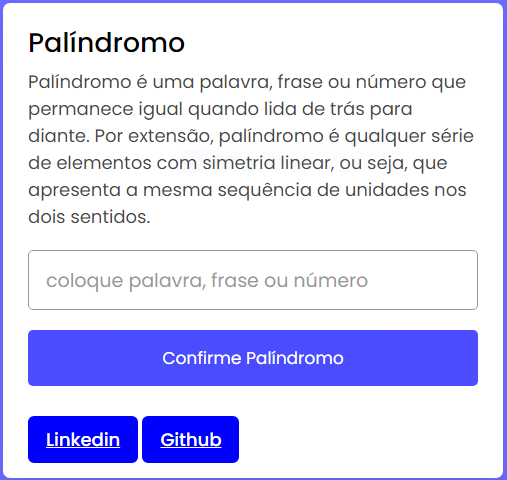 Palíndromo
Palíndromo é uma palavra, frase ou número que
permanece igual quando lida de trás para
diante. Por extensão, palíndromo é qualquer série
de elementos com simetria linear, ou seja, que
apresenta a mesma sequência de unidades nos
dois sentidos.
coloque palavra, frase ou número
Confirme Palíndromo
Linkedin Github